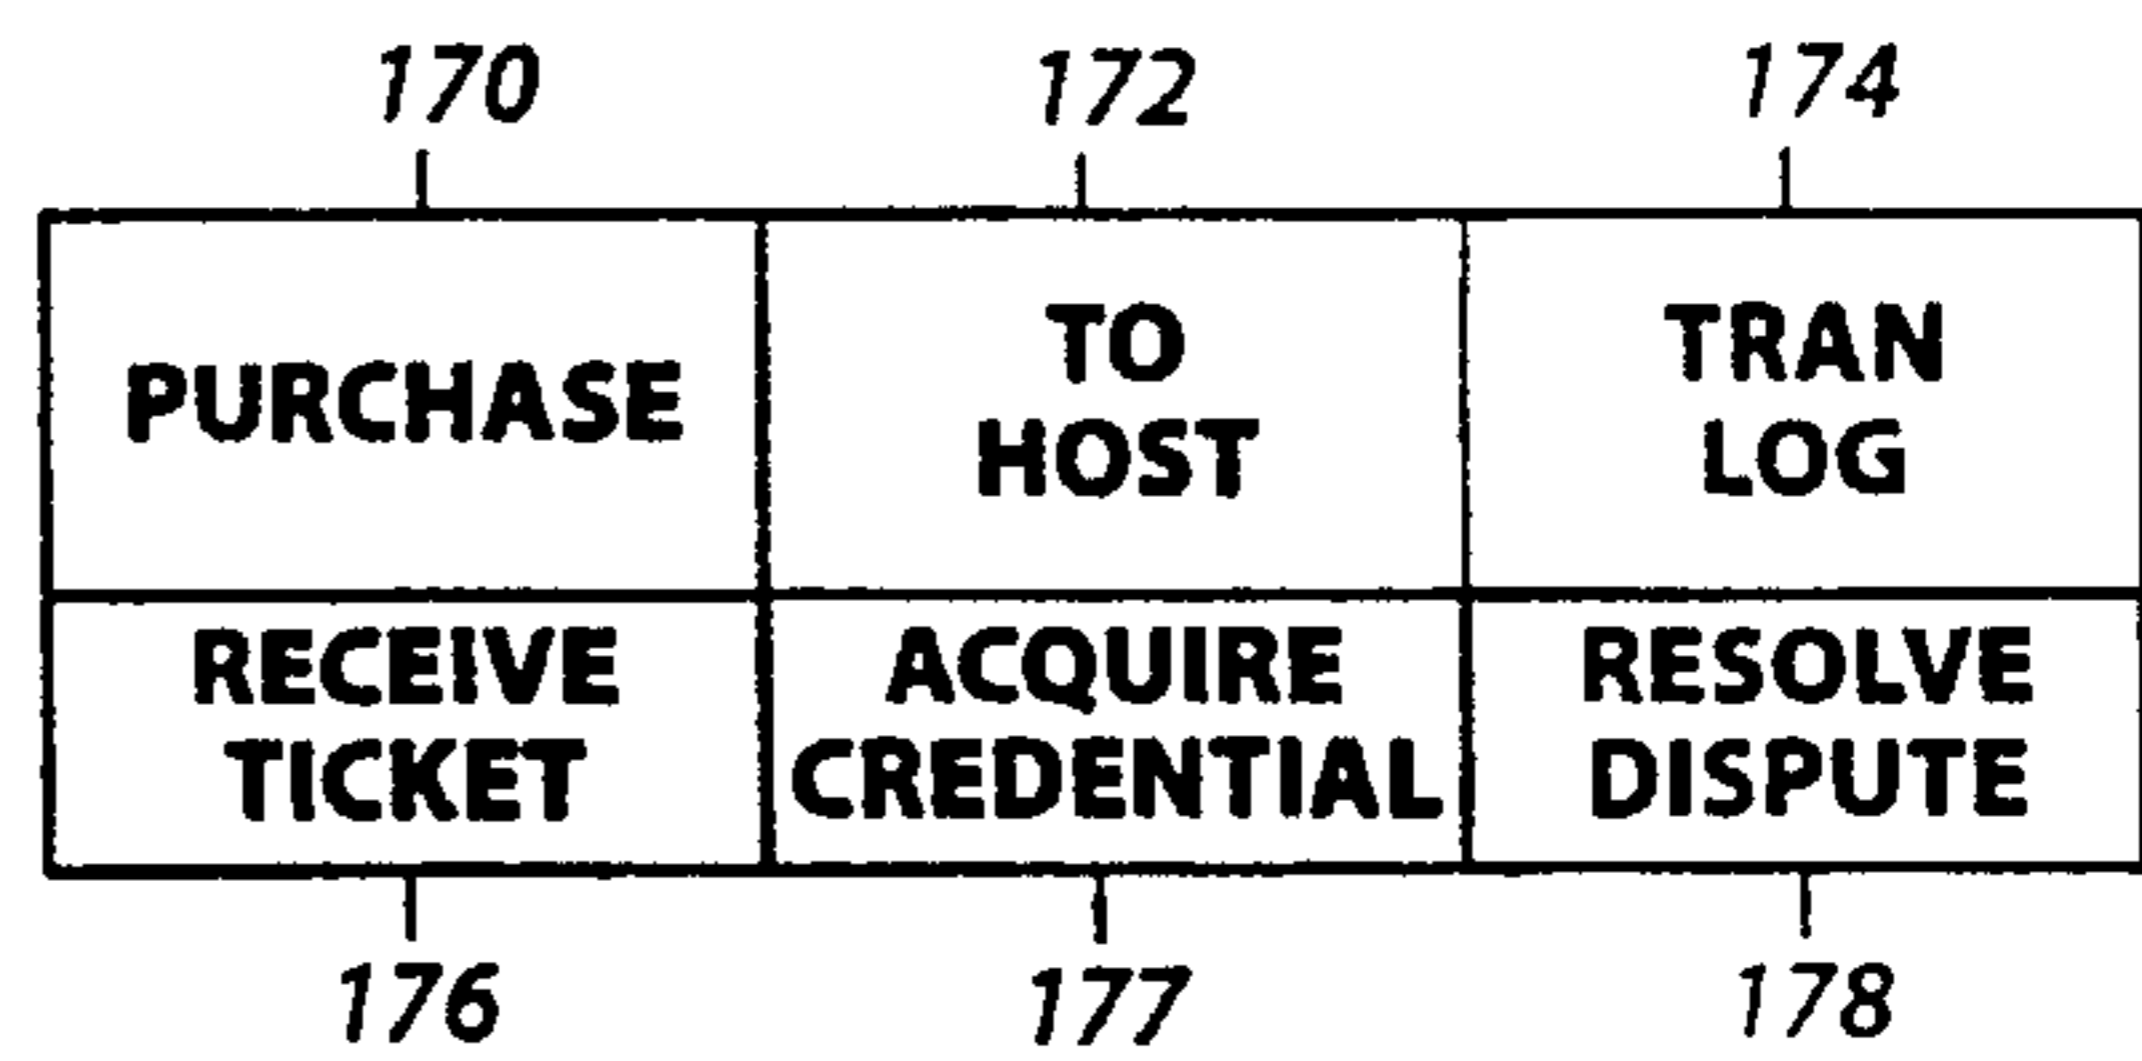 170 172 174
PURCHASE
TO
HOST
TRAN
LOG
RECEIVE
TICKET
ACQUIRE
CREDENTIAL
RESOLVE
DISPUTE
176 177 178